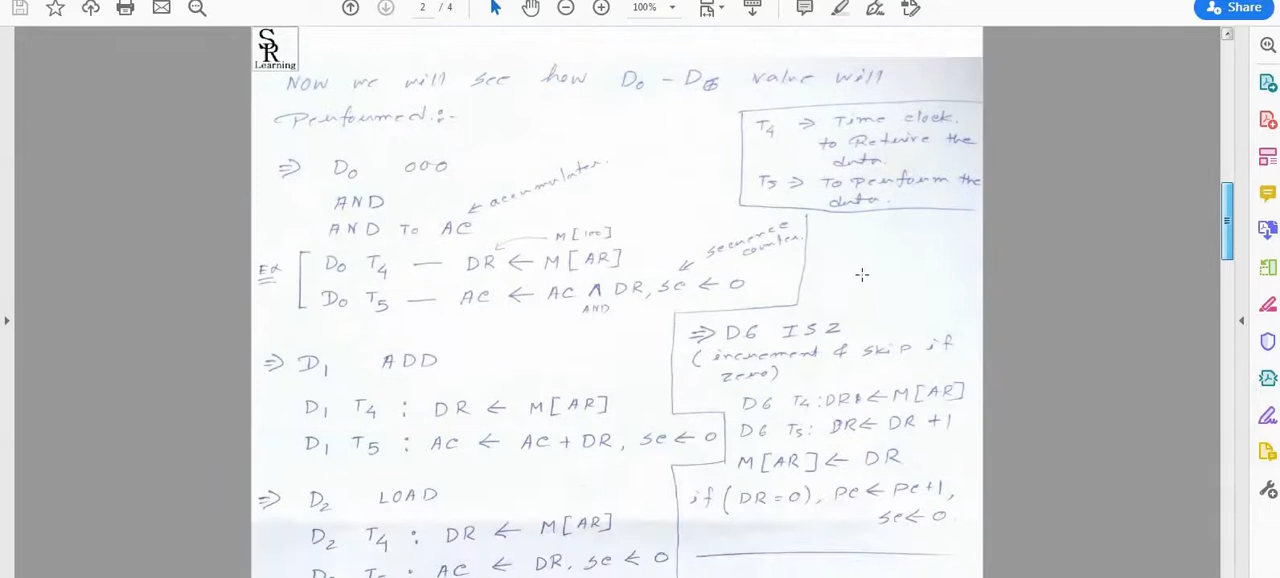 2 / 4
100%
Share
SR
Learning
Now we will see how D0 - D6 value will
Performed :-
T4 ⇒ Time clock.
to Retwire the
data.
T5 ⇒ To perform the
data.
⇒ D0 000
AND
AND TO AC ← accumulator.
M[10c]
sequence
counter.
Ex
D0 T4 — DR ← M[AR]
D0 T5 — AC ← AC ∧ DR, SC ← 0
AND
⇒ D1 ADD
D1 T4 : DR ← M[AR]
D1 T5 : AC ← AC + DR, SC ← 0
⇒ D2 LOAD
D2 T4 : DR ← M[AR]
AC ← DR, SC ← 0
⇒ D6 ISZ
(increment & skip if
zero)
D6 T4 : DR ← M[AR]
D6 T5 : DR ← DR +1
M[AR] ← DR
if (DR = 0), PC ← PC+1,
SC ← 0.